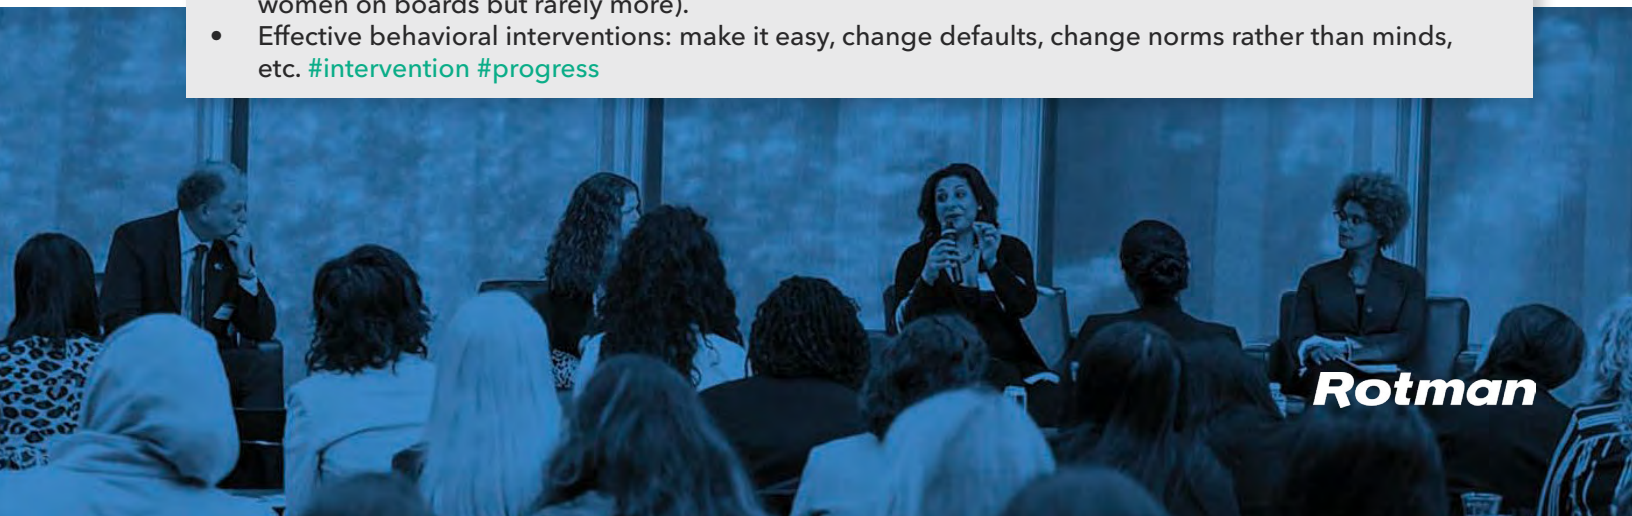 women on boards but rarely more).
• Effective behavioral interventions: make it easy, change defaults, change norms rather than minds,
etc. #intervention #progress
Rotman